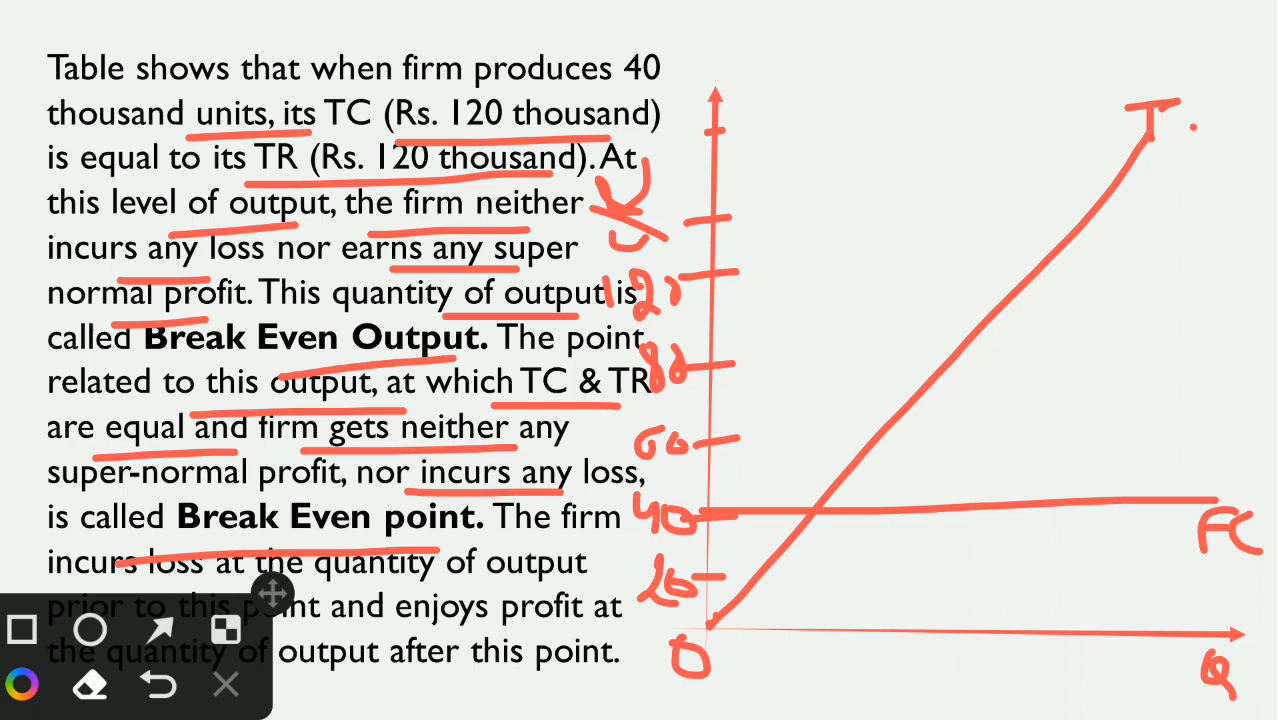 Table shows that when firm produces 40
thousand units, its TC (Rs. 120 thousand)
is equal to its TR (Rs. 120 thousand). At
this level of output, the firm neither
incurs any loss nor earns any super
normal profit. This quantity of output is
called Break Even Output. The point
related to this output, at which TC & TR
are equal and firm gets neither any
super-normal profit, nor incurs any loss,
is called Break Even point. The firm
incurs loss at the quantity of output
prior to this point and enjoys profit at
the quantity of output after this point.
T
120
80
60
40
20
O
FC
Q